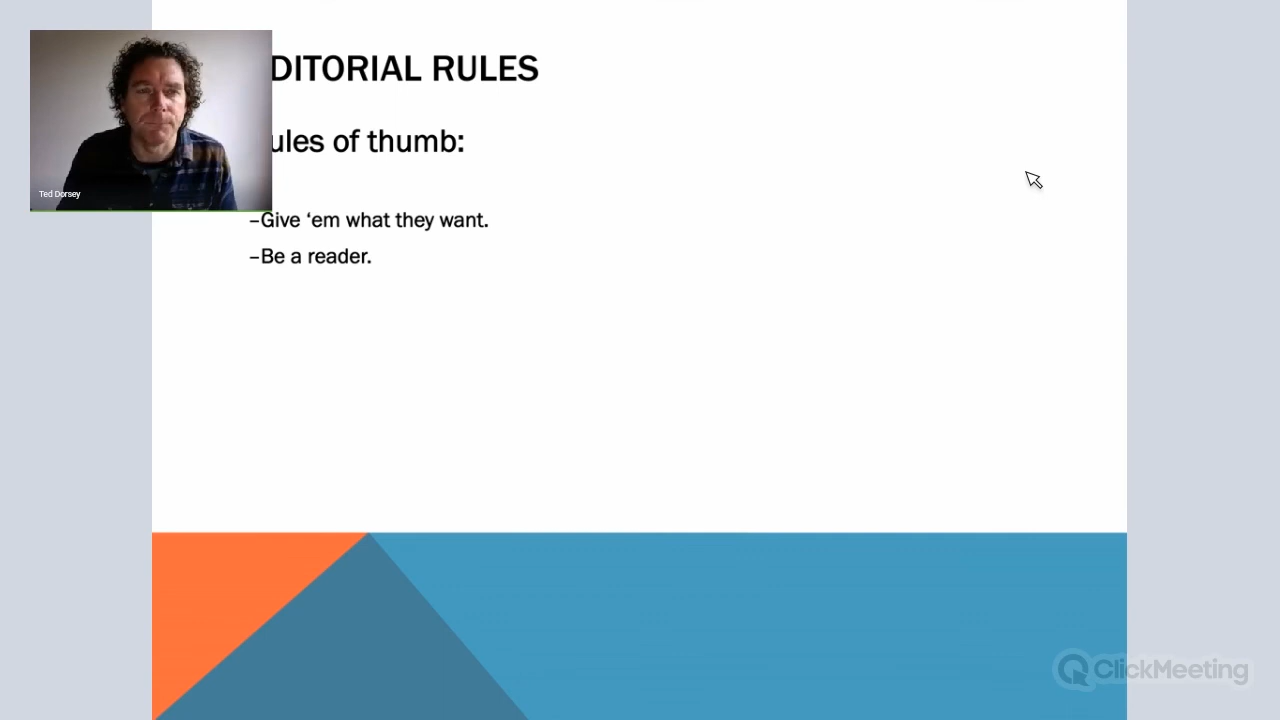 DITORIAL RULES
ules of thumb:
Ted Dorsey
–Give ‘em what they want.
–Be a reader.
ClickMeeting